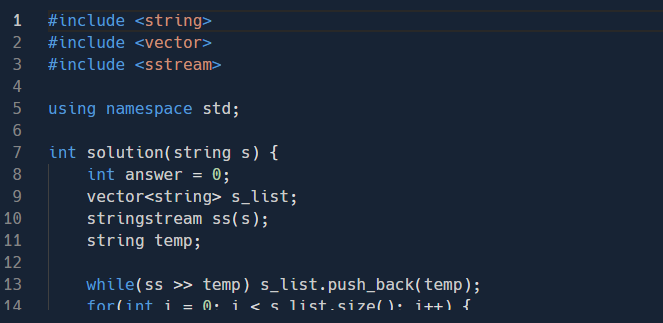 1 #include <string>
2 #include <vector>
3 #include <sstream>
4
5 using namespace std;
6
7 int solution(string s) {
8 int answer = 0;
9 vector<string> s_list;
10 stringstream ss(s);
11 string temp;
12
13 while(ss >> temp) s_list.push_back(temp);
14 for(int i = 0; i < s_list.size(); i++) {